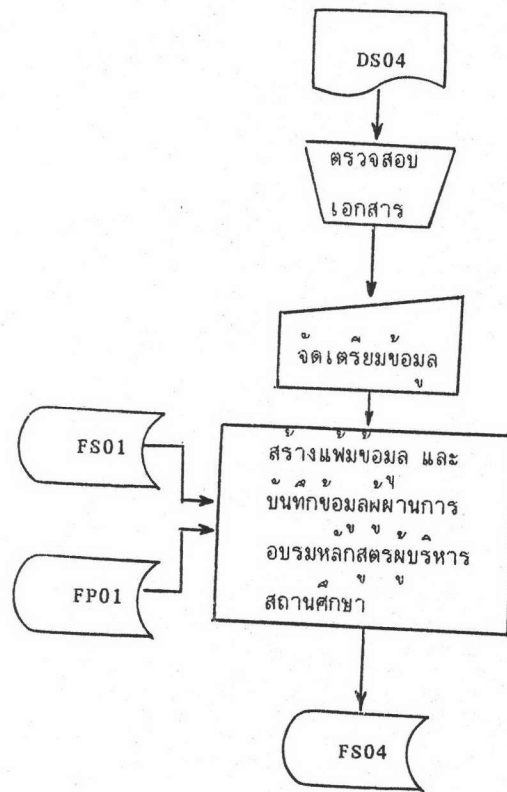 DS04
ตรวจสอบ
เอกสาร
จัดเตรียมข้อมูล
FS01
FP01
สร้างแฟ้มข้อมูล และ
บันทึกข้อมูลผู้ผ่านการ
อบรมหลักสูตรผู้บริหาร
สถานศึกษา
FS04